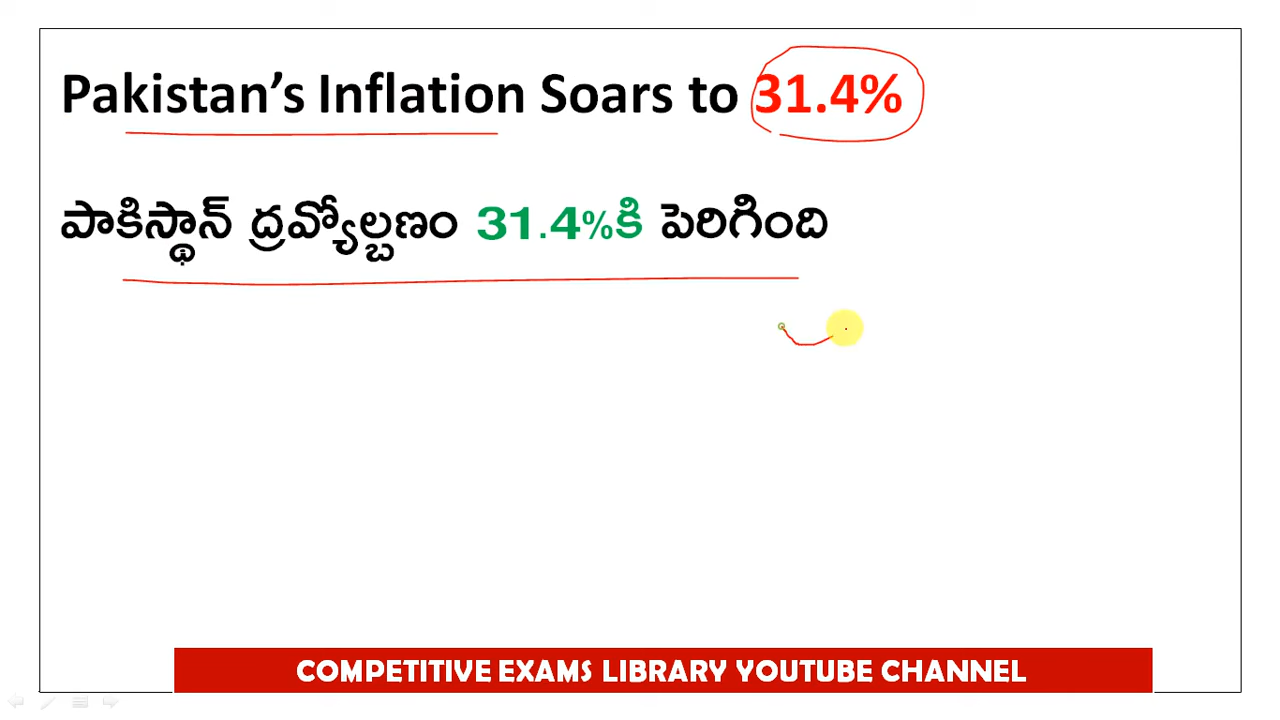 Pakistan’s Inflation Soars to 31.4%
పాకిస్థాన్ ద్రవ్యోల్బణం 31.4%కి పెరిగింది
COMPETITIVE EXAMS LIBRARY YOUTUBE CHANNEL